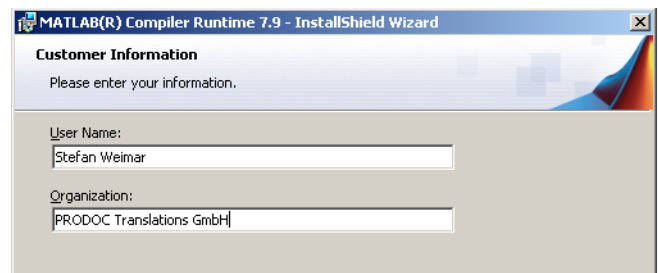 MATLAB(R) Compiler Runtime 7.9 - InstallShield Wizard
Customer Information
Please enter your information.
User Name:
Stefan Weimar
Organization:
PRODOC Translations GmbH